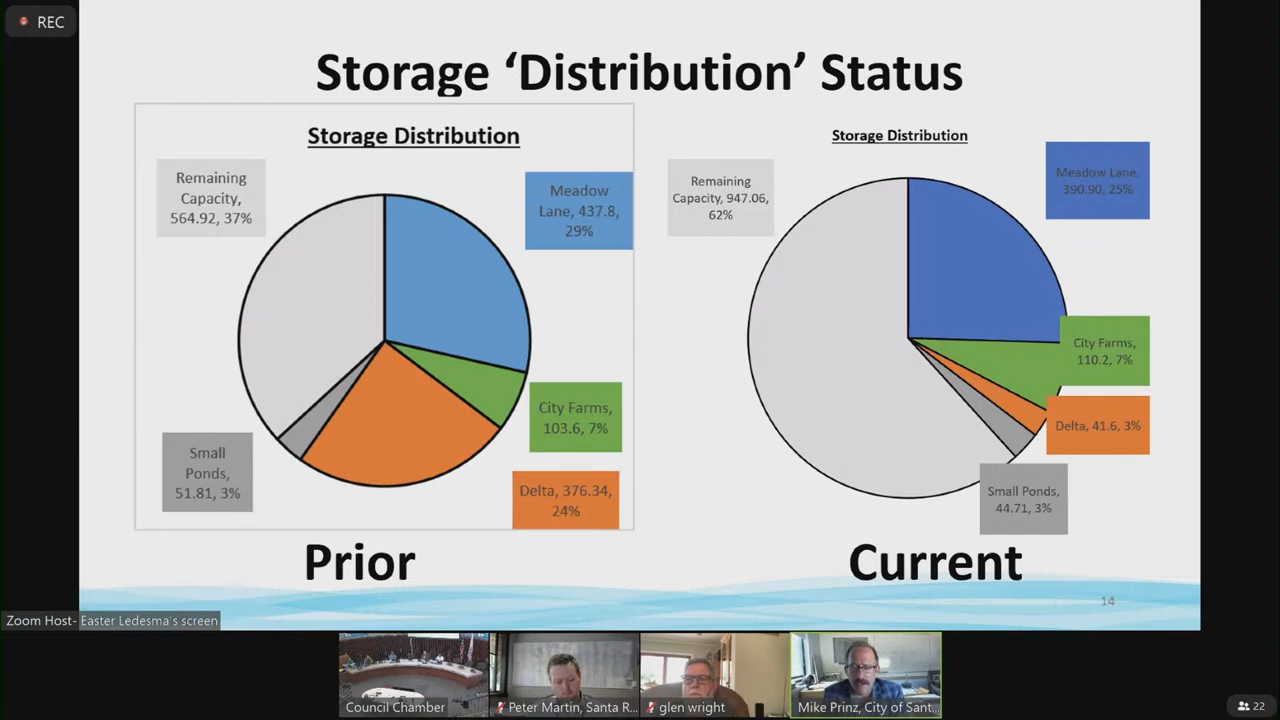 REC
Storage ‘Distribution’ Status
Storage Distribution
Remaining
Capacity,
564.92, 37%
Meadow
Lane, 437.8,
29%
City Farms,
103.6, 7%
Small
Ponds,
51.81, 3%
Delta, 376.34,
24%
Prior
Storage Distribution
Remaining
Capacity, 947.06,
62%
Meadow Lane,
390.90, 25%
City Farms,
110.2, 7%
Delta, 41.6, 3%
Small Ponds,
44.71, 3%
Current
14
Zoom Host- Easter Ledesma's screen
Council Chamber
Peter Martin, Santa R...
glen wright
Mike Prinz, City of Sant...
22